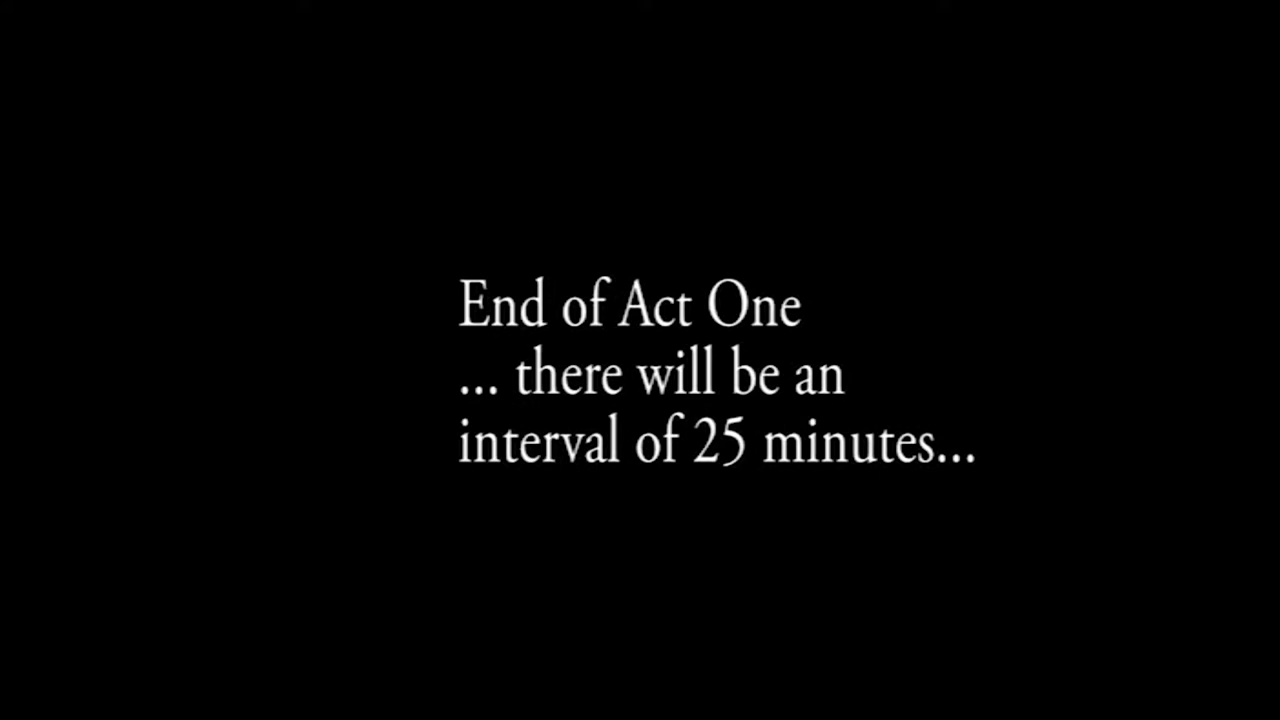 End of Act One
... there will be an
interval of 25 minutes...